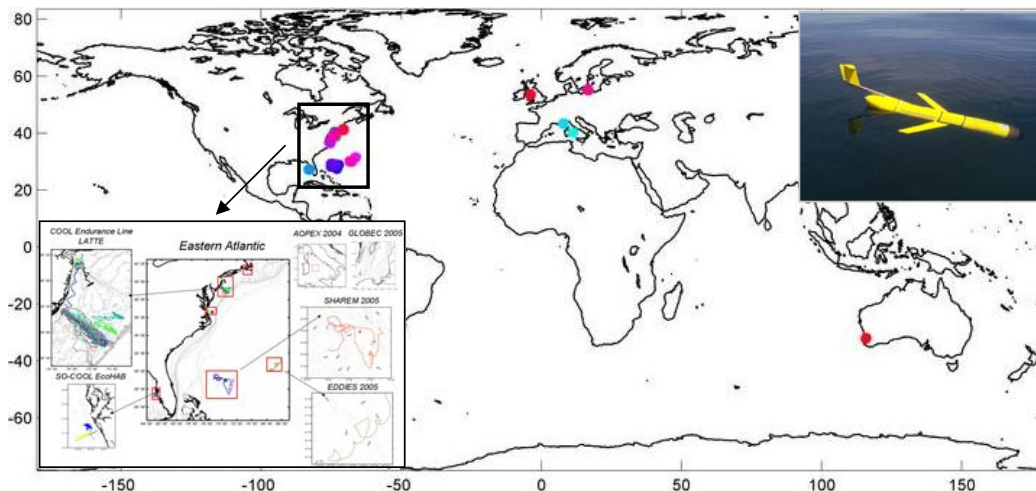 80
60
40
20
0
-20
-40
-60
-150
-100
-50
0
50
100
150
COOL Endurance Line
LATTE
Eastern Atlantic
AOPEX 2004
GLOBEC 2005
SHAREM 2005
SO-COOL EcoHAB
EDDIES 2005